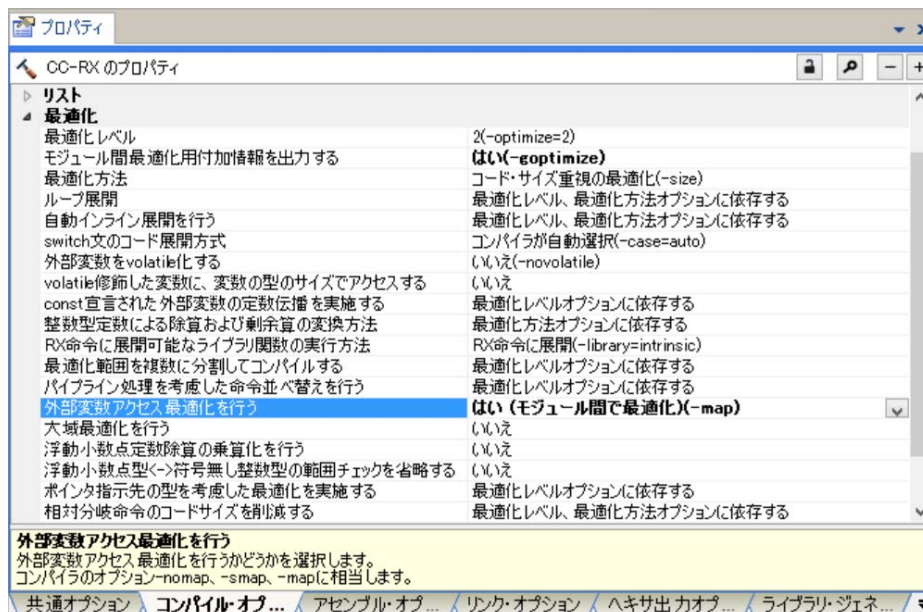 プロパティ
CC-RX のプロパティ
リスト
最適化
最適化レベル 2(-optimize=2)
モジュール間最適化用付加情報を出力する はい(-goptimize)
最適化方法 コード・サイズ重視の最適化(-size)
ループ展開 最適化レベル、最適化方法オプションに依存する
自動インライン展開を行う 最適化レベル、最適化方法オプションに依存する
switch文のコード展開方式 コンパイラが自動選択(-case=auto)
外部変数をvolatile化する いいえ(-novolatile)
volatile修飾した変数に、変数の型のサイズでアクセスする いいえ
const宣言された外部変数の定数伝播を実施する 最適化レベルオプションに依存する
整数型定数による除算および剰余算の変換方法 最適化方法オプションに依存する
RX命令に展開可能なライブラリ関数の実行方法 RX命令に展開(-library=intrinsic)
最適化範囲を複数に分割してコンパイルする 最適化レベルオプションに依存する
パイプライン処理を考慮した命令並べ替えを行う 最適化レベルオプションに依存する
外部変数アクセス最適化を行う はい (モジュール間で最適化)(-map)
大域最適化を行う いいえ
浮動小数点定数除算の乗算化を行う いいえ
浮動小数点型<->符号無し整数型の範囲チェックを省略する いいえ
ポインタ指示先の型を考慮した最適化を実施する 最適化レベルオプションに依存する
相対分岐命令のコードサイズを削減する 最適化レベル、最適化方法オプションに依存する
外部変数アクセス最適化を行う
外部変数アクセス最適化を行うかどうかを選択します。
コンパイラのオプション-nomap、-smap、-mapに相当します。
共通オプション コンパイル・オプ... アセンブル・オプ... リンク・オプション ヘキサ出力オプ... ライブラリ・ジェネ...